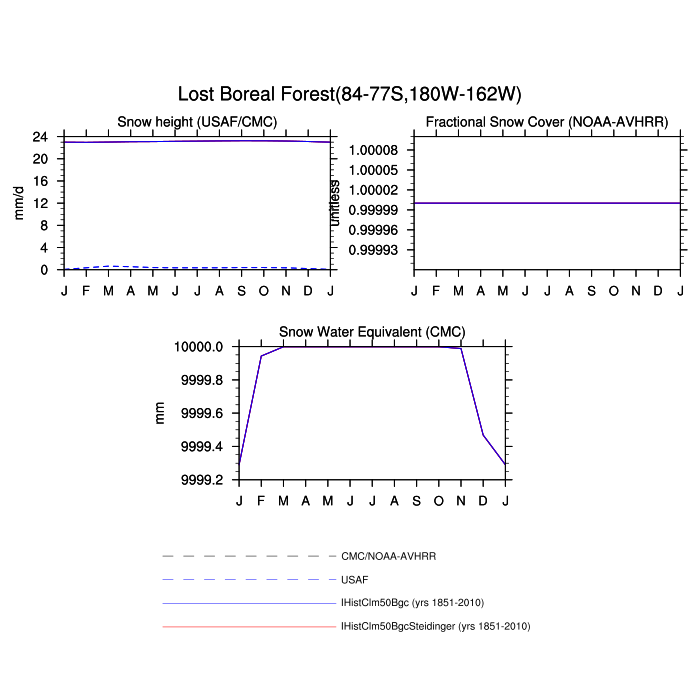 Lost Boreal Forest(84-77S,180W-162W)
Snow height (USAF/CMC)
Fractional Snow Cover (NOAA-AVHRR)
24
20
16
12
8
4
0
mm/d
J F M A M J J A S O N D J
1.00008
1.00005
1.00002
0.99999
0.99996
0.99993
unitless
J F M A M J J A S O N D J
Snow Water Equivalent (CMC)
10000.0
9999.8
9999.6
9999.4
9999.2
mm
J F M A M J J A S O N D J
CMC/NOAA-AVHRR
USAF
IHistClm50Bgc (yrs 1851-2010)
IHistClm50BgcSteidinger (yrs 1851-2010)